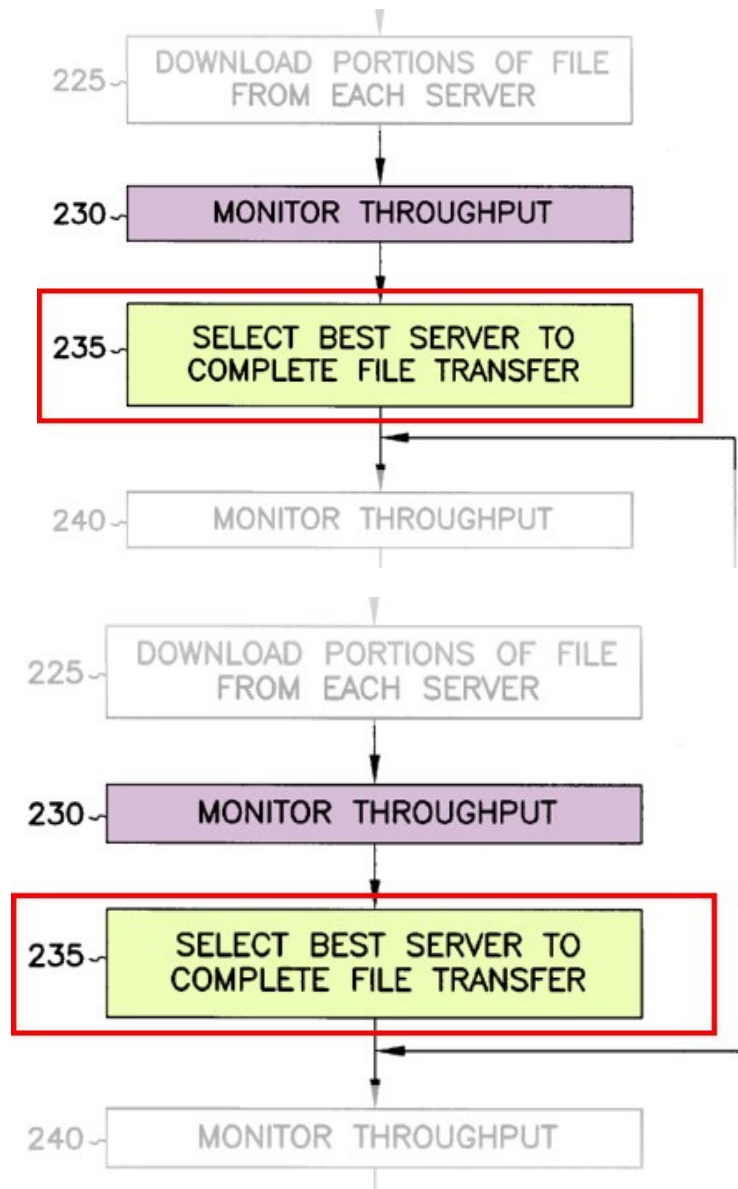 225
DOWNLOAD PORTIONS OF FILE
FROM EACH SERVER
230
MONITOR THROUGHPUT
235
SELECT BEST SERVER TO
COMPLETE FILE TRANSFER
240
MONITOR THROUGHPUT
225
DOWNLOAD PORTIONS OF FILE
FROM EACH SERVER
230
MONITOR THROUGHPUT
235
SELECT BEST SERVER TO
COMPLETE FILE TRANSFER
240
MONITOR THROUGHPUT